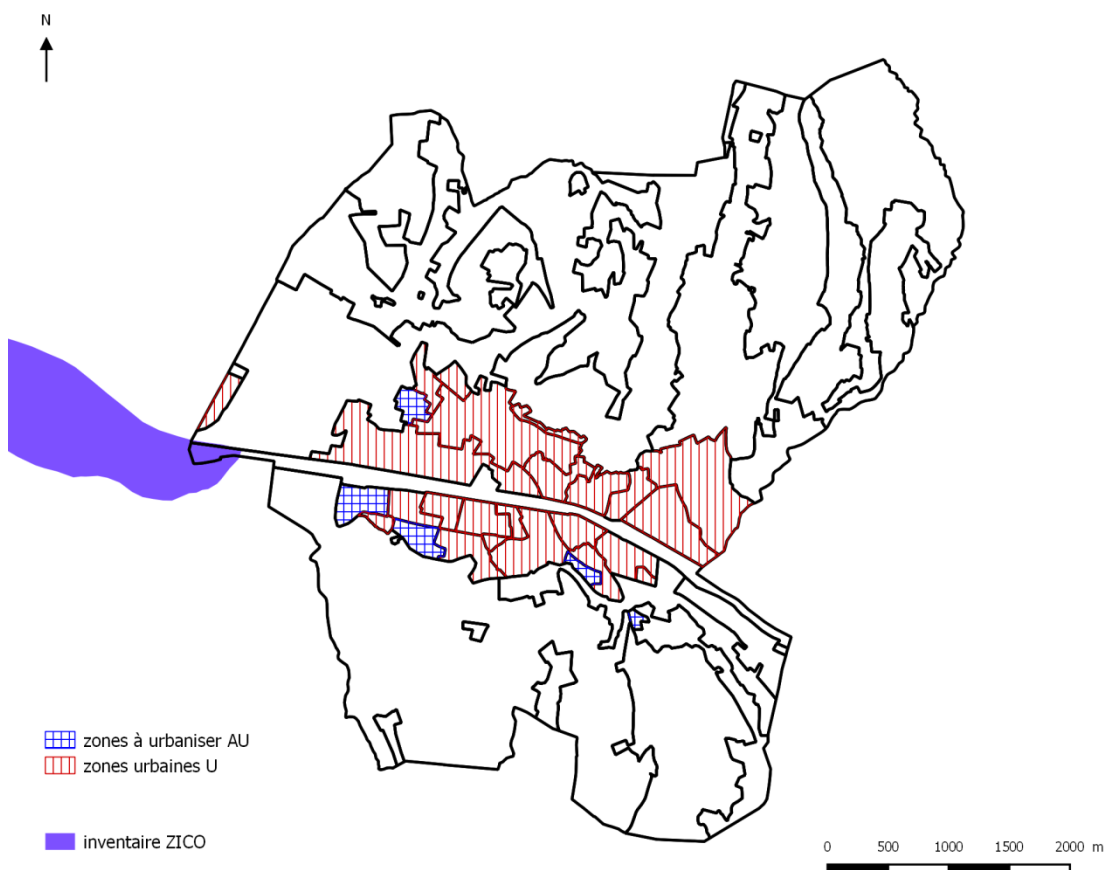 N
zones à urbaniser AU
zones urbaines U
inventaire ZICO
0 500 1000 1500 2000 m